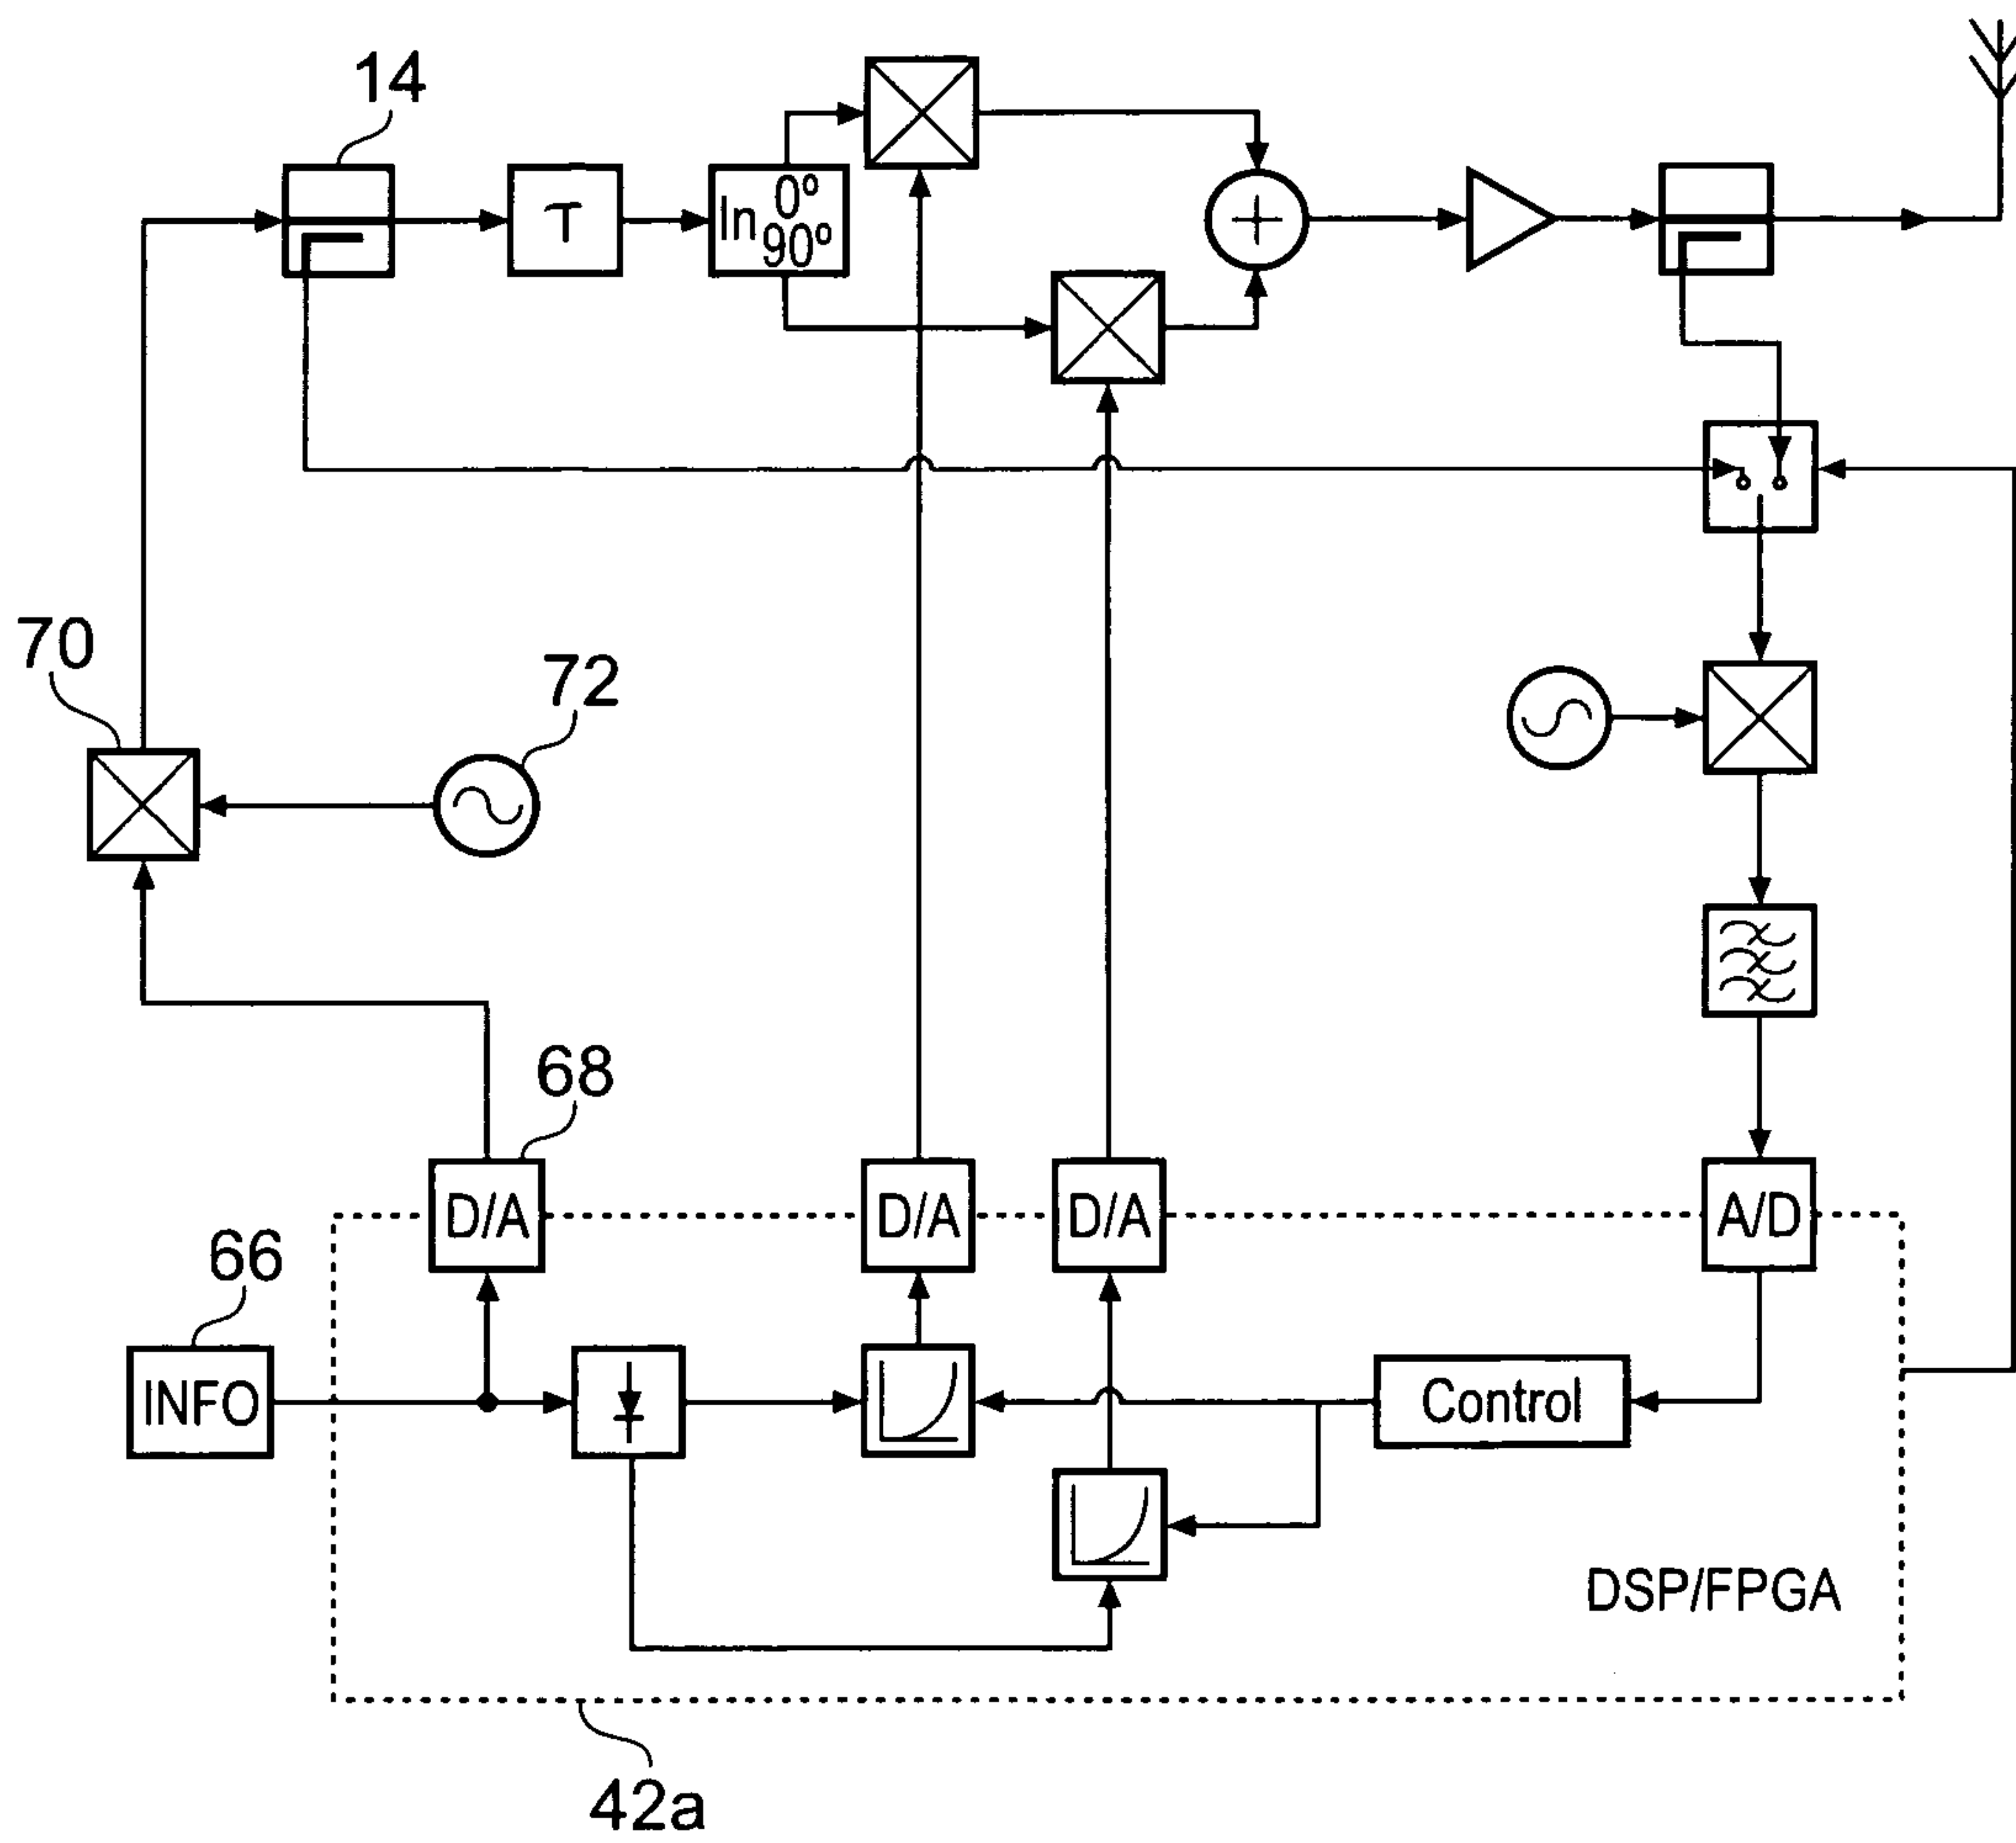 14
τ
In 0°
90°
70
72
68
D/A
D/A
D/A
A/D
66
INFO
Control
DSP/FPGA
42a